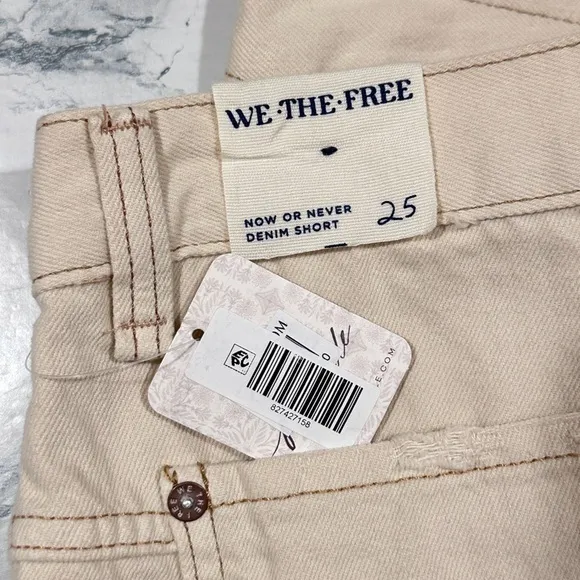 WE·THE·FREE
NOW OR NEVER
DENIM SHORT
25
827427158